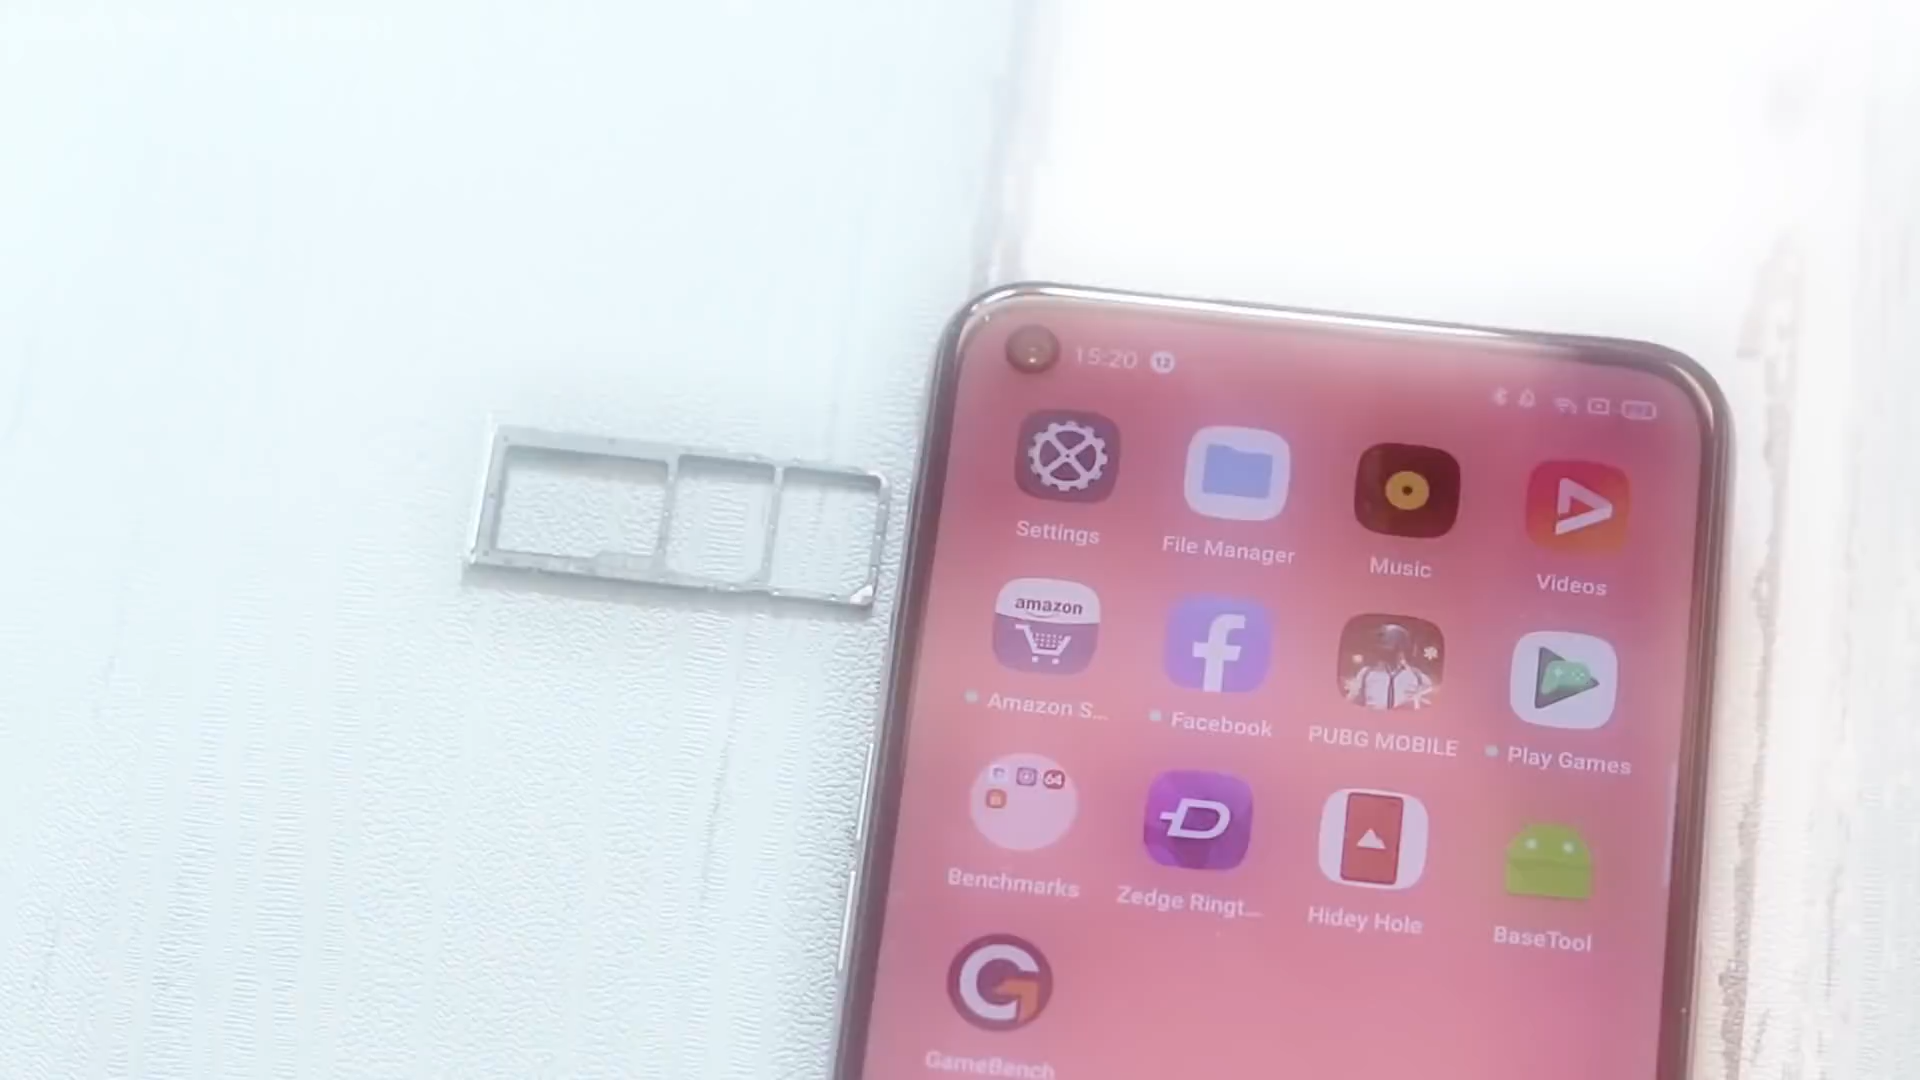 15:20
Settings
File Manager
Music
Videos
amazon
Amazon S...
Facebook
PUBG MOBILE
Play Games
64
Benchmarks
Zedge Ringt...
Hidey Hole
BaseTool
GameBench